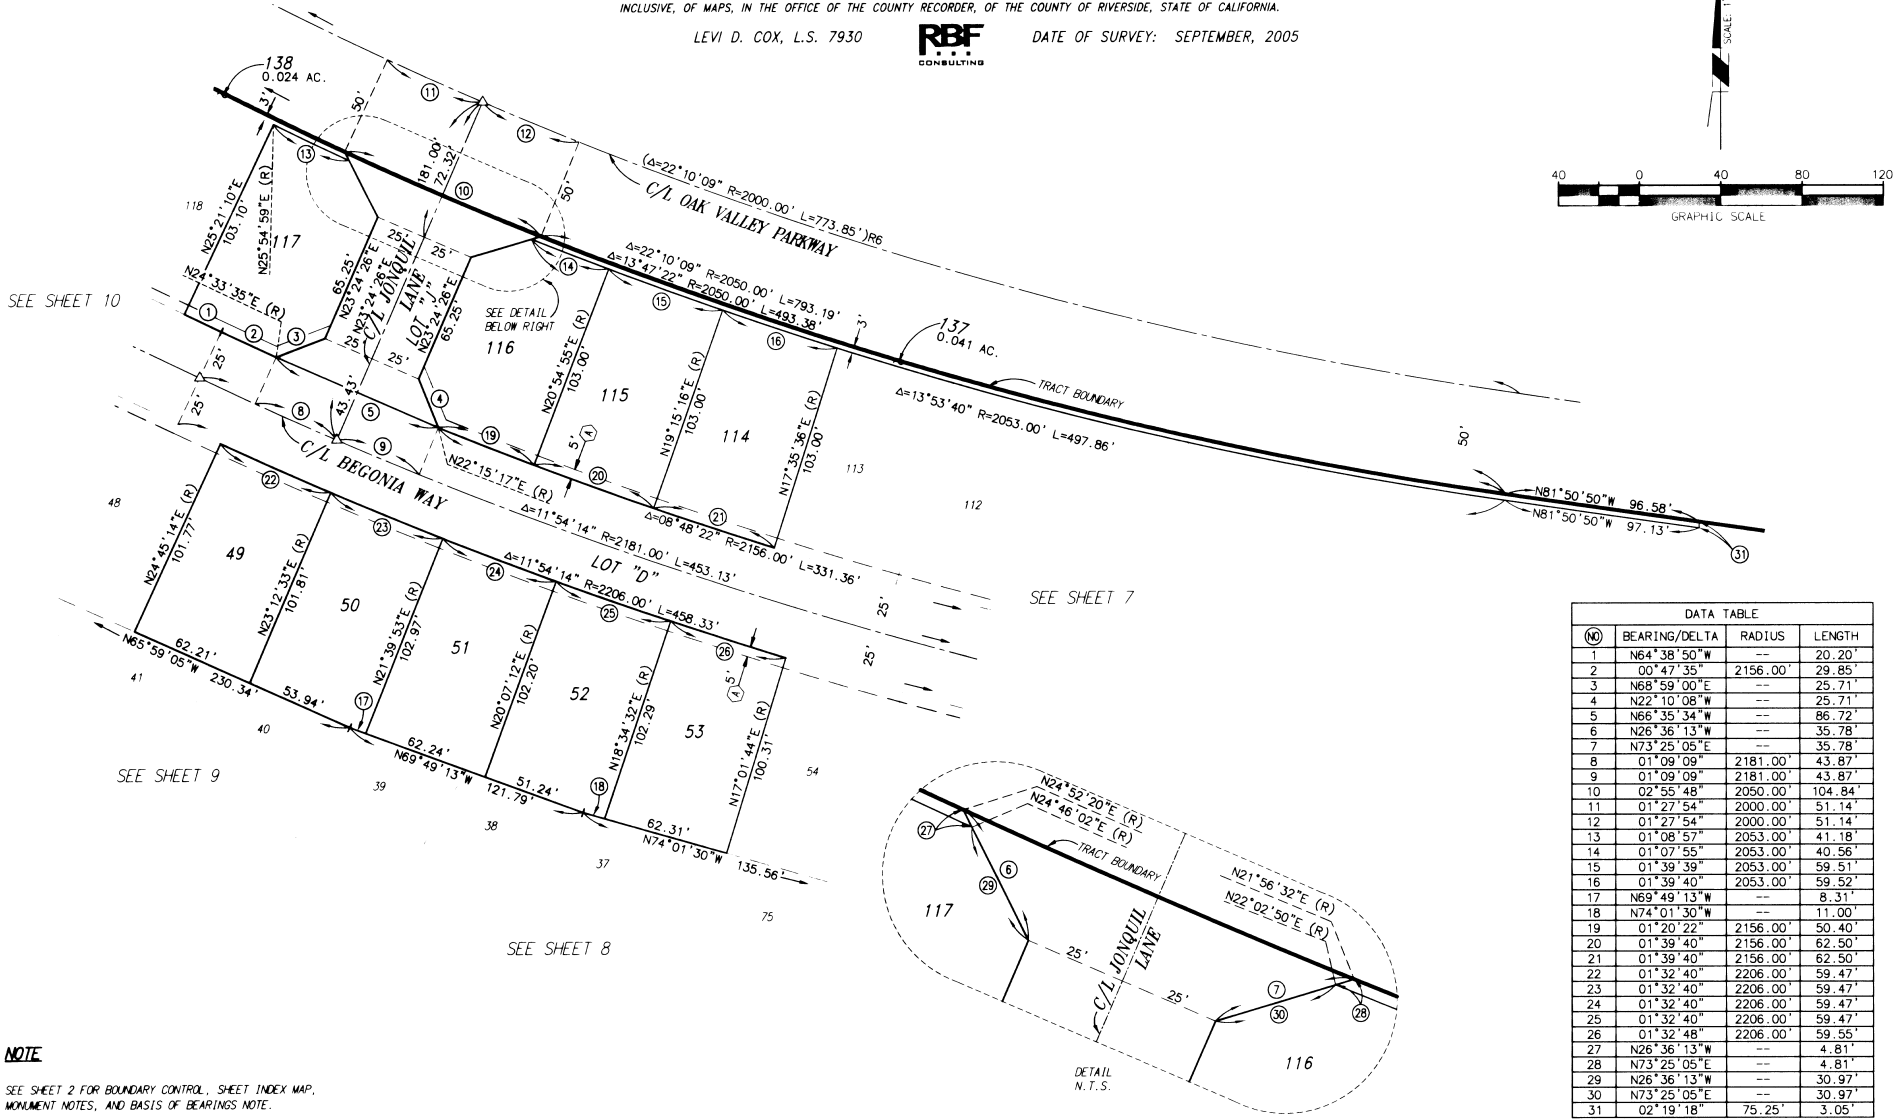 INCLUSIVE, OF MAPS, IN THE OFFICE OF THE COUNTY RECORDER, OF THE COUNTY OF RIVERSIDE, STATE OF CALIFORNIA.
LEVI D. COX, L.S. 7930
RBF
CONSULTING
DATE OF SURVEY: SEPTEMBER, 2005
SCALE: 1
40 0 40 80 120
GRAPHIC SCALE
138
0.024 AC.
3'
50'
11
12
13
181.00'
72.32'
10
50'
(Δ=22°10'09" R=2000.00' L=773.85')R6
C/L OAK VALLEY PARKWAY
118
N25°21'10"E
103.10'
N25°54'59"E (R)
117
N24°33'35"E (R)
65.25'
N23°24'26"E
N23°24'26"E
C/L JONQUIL
LANE
LOT "J"
N23°24'26"E
65.25'
25'
25'
25'
25'
SEE SHEET 10
1
2
3
25'
25'
43.43'
5
4
8
9
C/L BEGONIA WAY
SEE DETAIL
BELOW RIGHT
116
14
15
16
Δ=22°10'09" R=2050.00' L=793.19'
Δ=13°47'22" R=2050.00' L=493.38'
3'
137
0.041 AC.
TRACT BOUNDARY
Δ=13°53'40" R=2053.00' L=497.86'
50'
N81°50'50"W 96.58'
N81°50'50"W 97.13'
31
N20°54'55"E (R)
103.00'
115
N19°15'16"E (R)
103.00'
114
N17°35'36"E (R)
103.00'
113
112
19
5'
A
20
21
N22°15'17"E (R)
Δ=08°48'22" R=2156.00' L=331.36'
Δ=11°54'14" R=2181.00' L=453.13'
LOT "D"
Δ=11°54'14" R=2206.00' L=458.33'
SEE SHEET 7
25'
25'
48
N24°45'14"E (R)
101.77'
49
22
N23°12'33"E (R)
101.81'
50
23
N21°39'53"E (R)
102.97'
51
24
N20°07'12"E (R)
102.20'
52
25
N18°34'32"E (R)
102.29'
53
26
5'
A
N17°01'44"E (R)
100.31'
54
62.21'
N65°59'05"W 230.34'
53.94'
17
62.24'
N69°49'13"W
121.79'
51.24'
18
62.31'
N74°01'30"W
135.56'
41
40
39
38
37
75
SEE SHEET 9
SEE SHEET 8
N24°52'20"E (R)
N24°46'02"E (R)
27
TRACT BOUNDARY
6
29
N21°56'32"E (R)
N22°02'50"E (R)
117
C/L JONQUIL
LANE
25'
25'
7
30
28
116
DETAIL
N.T.S.
DATA TABLE
NO BEARING/DELTA RADIUS LENGTH
1 N64°38'50"W -- 20.20'
2 00°47'35" 2156.00' 29.85'
3 N68°59'00"E -- 25.71'
4 N22°10'08"W -- 25.71'
5 N66°35'34"W -- 86.72'
6 N26°36'13"W -- 35.78'
7 N73°25'05"E -- 35.78'
8 01°09'09" 2181.00' 43.87'
9 01°09'09" 2181.00' 43.87'
10 02°55'48" 2050.00' 104.84'
11 01°27'54" 2000.00' 51.14'
12 01°27'54" 2000.00' 51.14'
13 01°08'57" 2053.00' 41.18'
14 01°07'55" 2053.00' 40.56'
15 01°39'39" 2053.00' 59.51'
16 01°39'40" 2053.00' 59.52'
17 N69°49'13"W -- 8.31'
18 N74°01'30"W -- 11.00'
19 01°20'22" 2156.00' 50.40'
20 01°39'40" 2156.00' 62.50'
21 01°39'40" 2156.00' 62.50'
22 01°32'40" 2206.00' 59.47'
23 01°32'40" 2206.00' 59.47'
24 01°32'40" 2206.00' 59.47'
25 01°32'40" 2206.00' 59.47'
26 01°32'48" 2206.00' 59.55'
27 N26°36'13"W -- 4.81'
28 N73°25'05"E -- 4.81'
29 N26°36'13"W -- 30.97'
30 N73°25'05"E -- 30.97'
31 02°19'18" 75.25' 3.05'
NOTE
SEE SHEET 2 FOR BOUNDARY CONTROL, SHEET INDEX MAP,
MONUMENT NOTES, AND BASIS OF BEARINGS NOTE.